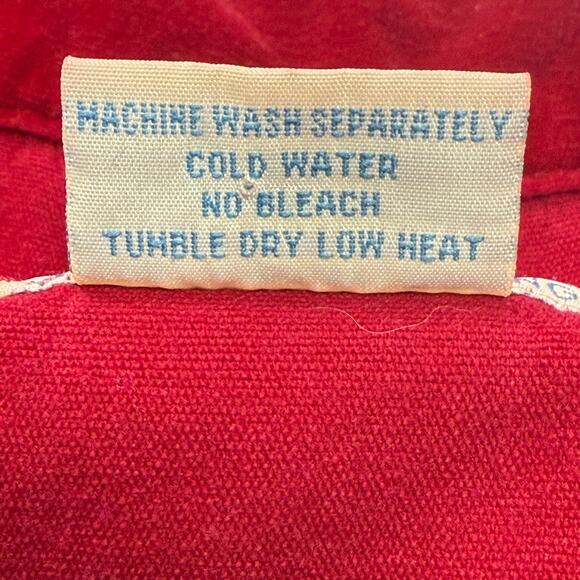 MACHINE WASH SEPARATELY
COLD WATER
NO BLEACH
TUMBLE DRY LOW HEAT